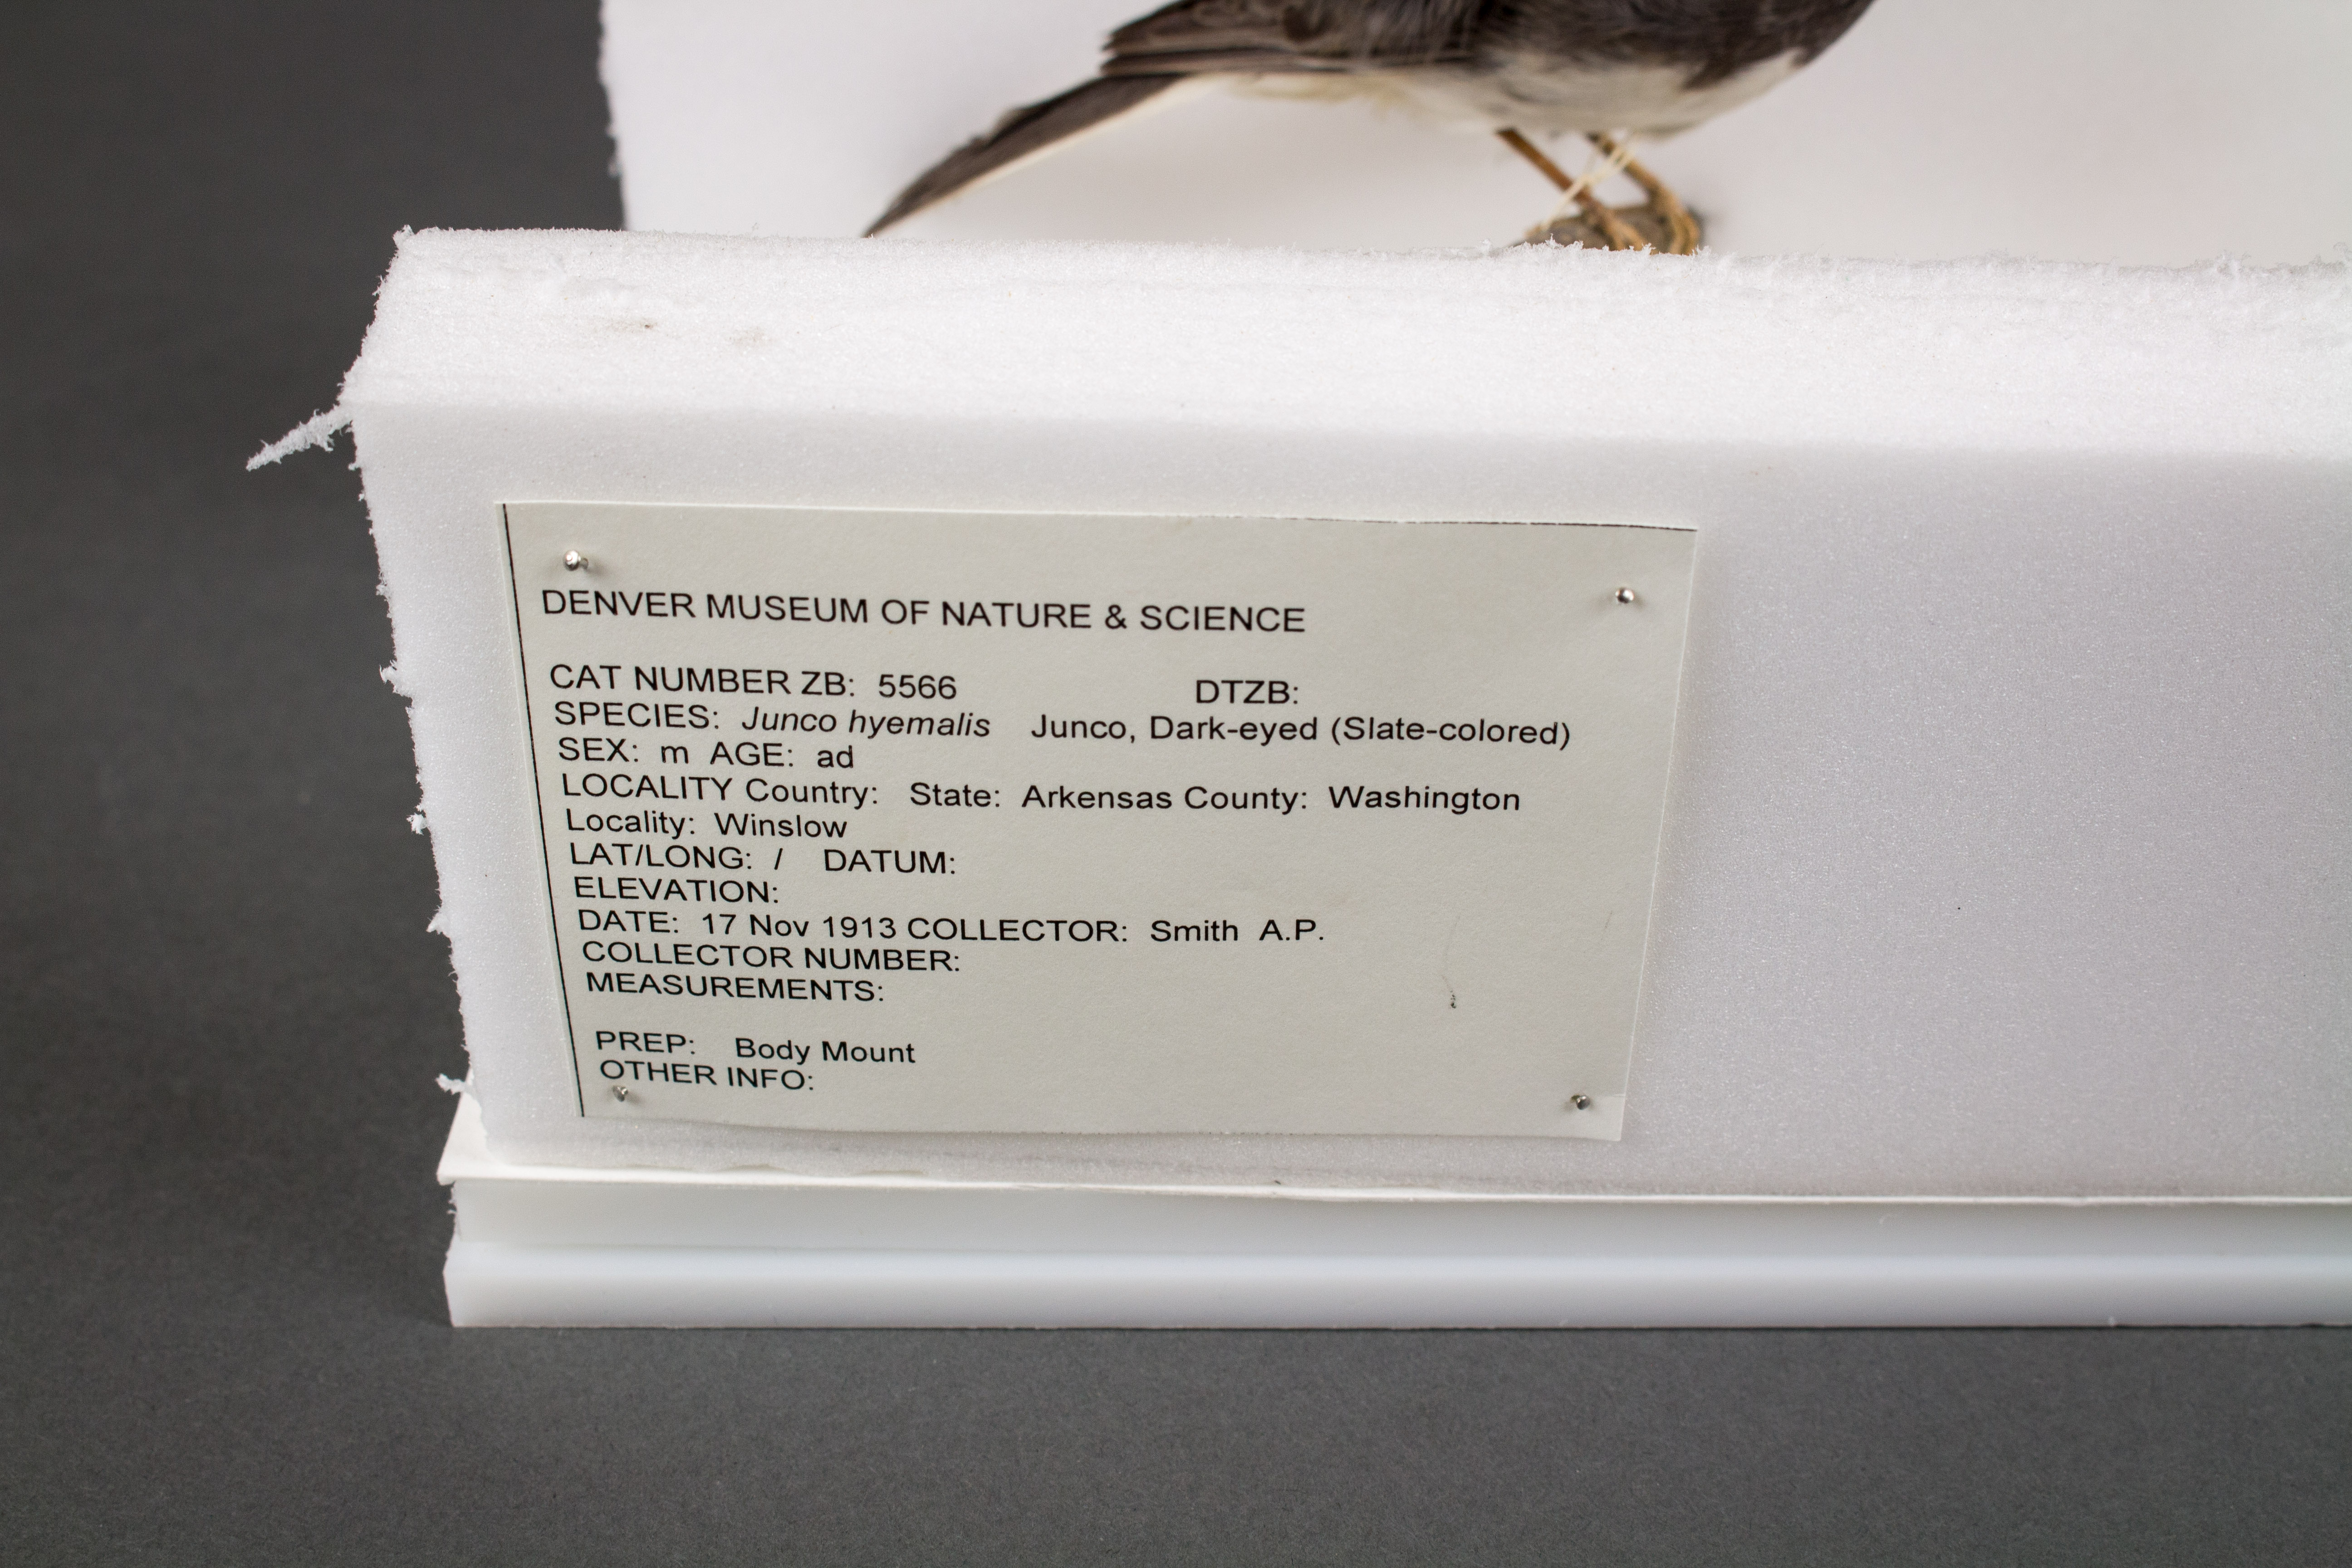 DENVER MUSEUM OF NATURE & SCIENCE
CAT NUMBER ZB: 5566 DTZB:
SPECIES: Junco hyemalis Junco, Dark-eyed (Slate-colored)
SEX: m AGE: ad
LOCALITY Country: State: Arkensas County: Washington
Locality: Winslow
LAT/LONG: / DATUM:
ELEVATION:
DATE: 17 Nov 1913 COLLECTOR: Smith A.P.
COLLECTOR NUMBER:
MEASUREMENTS:
PREP: Body Mount
OTHER INFO: